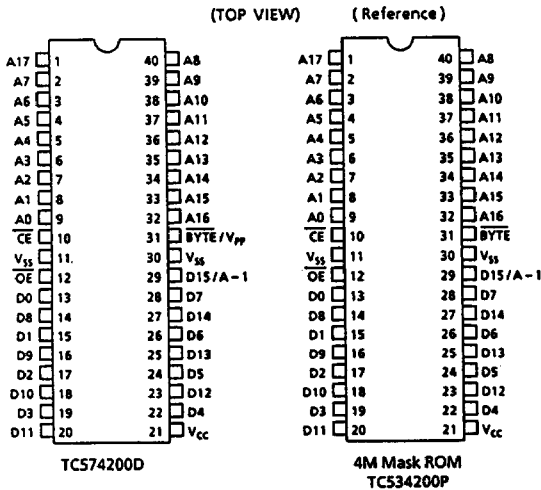 (TOP VIEW) (Reference)
A17 1 40 A8
A7 2 39 A9
A6 3 38 A10
A5 4 37 A11
A4 5 36 A12
A3 6 35 A13
A2 7 34 A14
A1 8 33 A15
A0 9 32 A16
C̅E̅ 10 31 B̅Y̅T̅E̅/Vpp
VSS 11. 30 VSS
O̅E̅ 12 29 D15/A-1
D0 13 28 D7
D8 14 27 D14
D1 15 26 D6
D9 16 25 D13
D2 17 24 D5
D10 18 23 D12
D3 19 22 D4
D11 20 21 VCC
TC574200D
A17 1 40 A8
A7 2 39 A9
A6 3 38 A10
A5 4 37 A11
A4 5 36 A12
A3 6 35 A13
A2 7 34 A14
A1 8 33 A15
A0 9 32 A16
C̅E̅ 10 31 B̅Y̅T̅E̅
VSS 11 30 VSS
O̅E̅ 12 29 D15/A-1
D0 13 28 D7
D8 14 27 D14
D1 15 26 D6
D9 16 25 D13
D2 17 24 D5
D10 18 23 D12
D3 19 22 D4
D11 20 21 VCC
4M Mask ROM
TC534200P